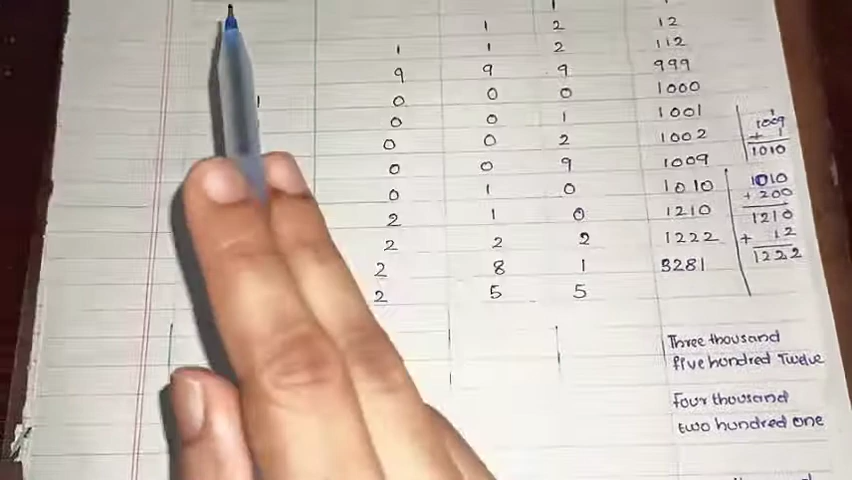 1 2 12
1 1 2 112
9 9 9 999
0 0 0 1000
0 0 1 1001
0 0 2 1002
0 0 9 1009
0 1 0 1010
2 1 0 1210
2 2 2 1222
2 8 1 3281
2 5 5
1
1009
+ 1
1010
1010
+ 200
1210
+ 12
1222
Three thousand
five hundred Twelve
four thousand
two hundred one